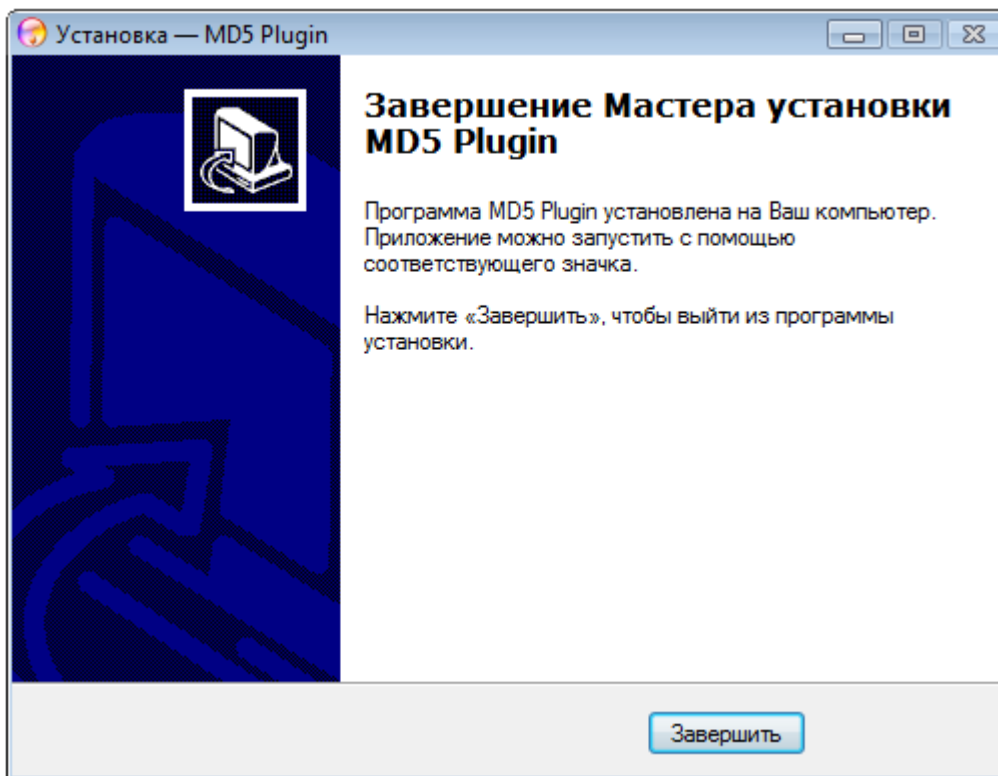 Установка — MD5 Plugin
Завершение Мастера установки
MD5 Plugin
Программа MD5 Plugin установлена на Ваш компьютер.
Приложение можно запустить с помощью
соответствующего значка.
Нажмите «Завершить», чтобы выйти из программы
установки.
Завершить